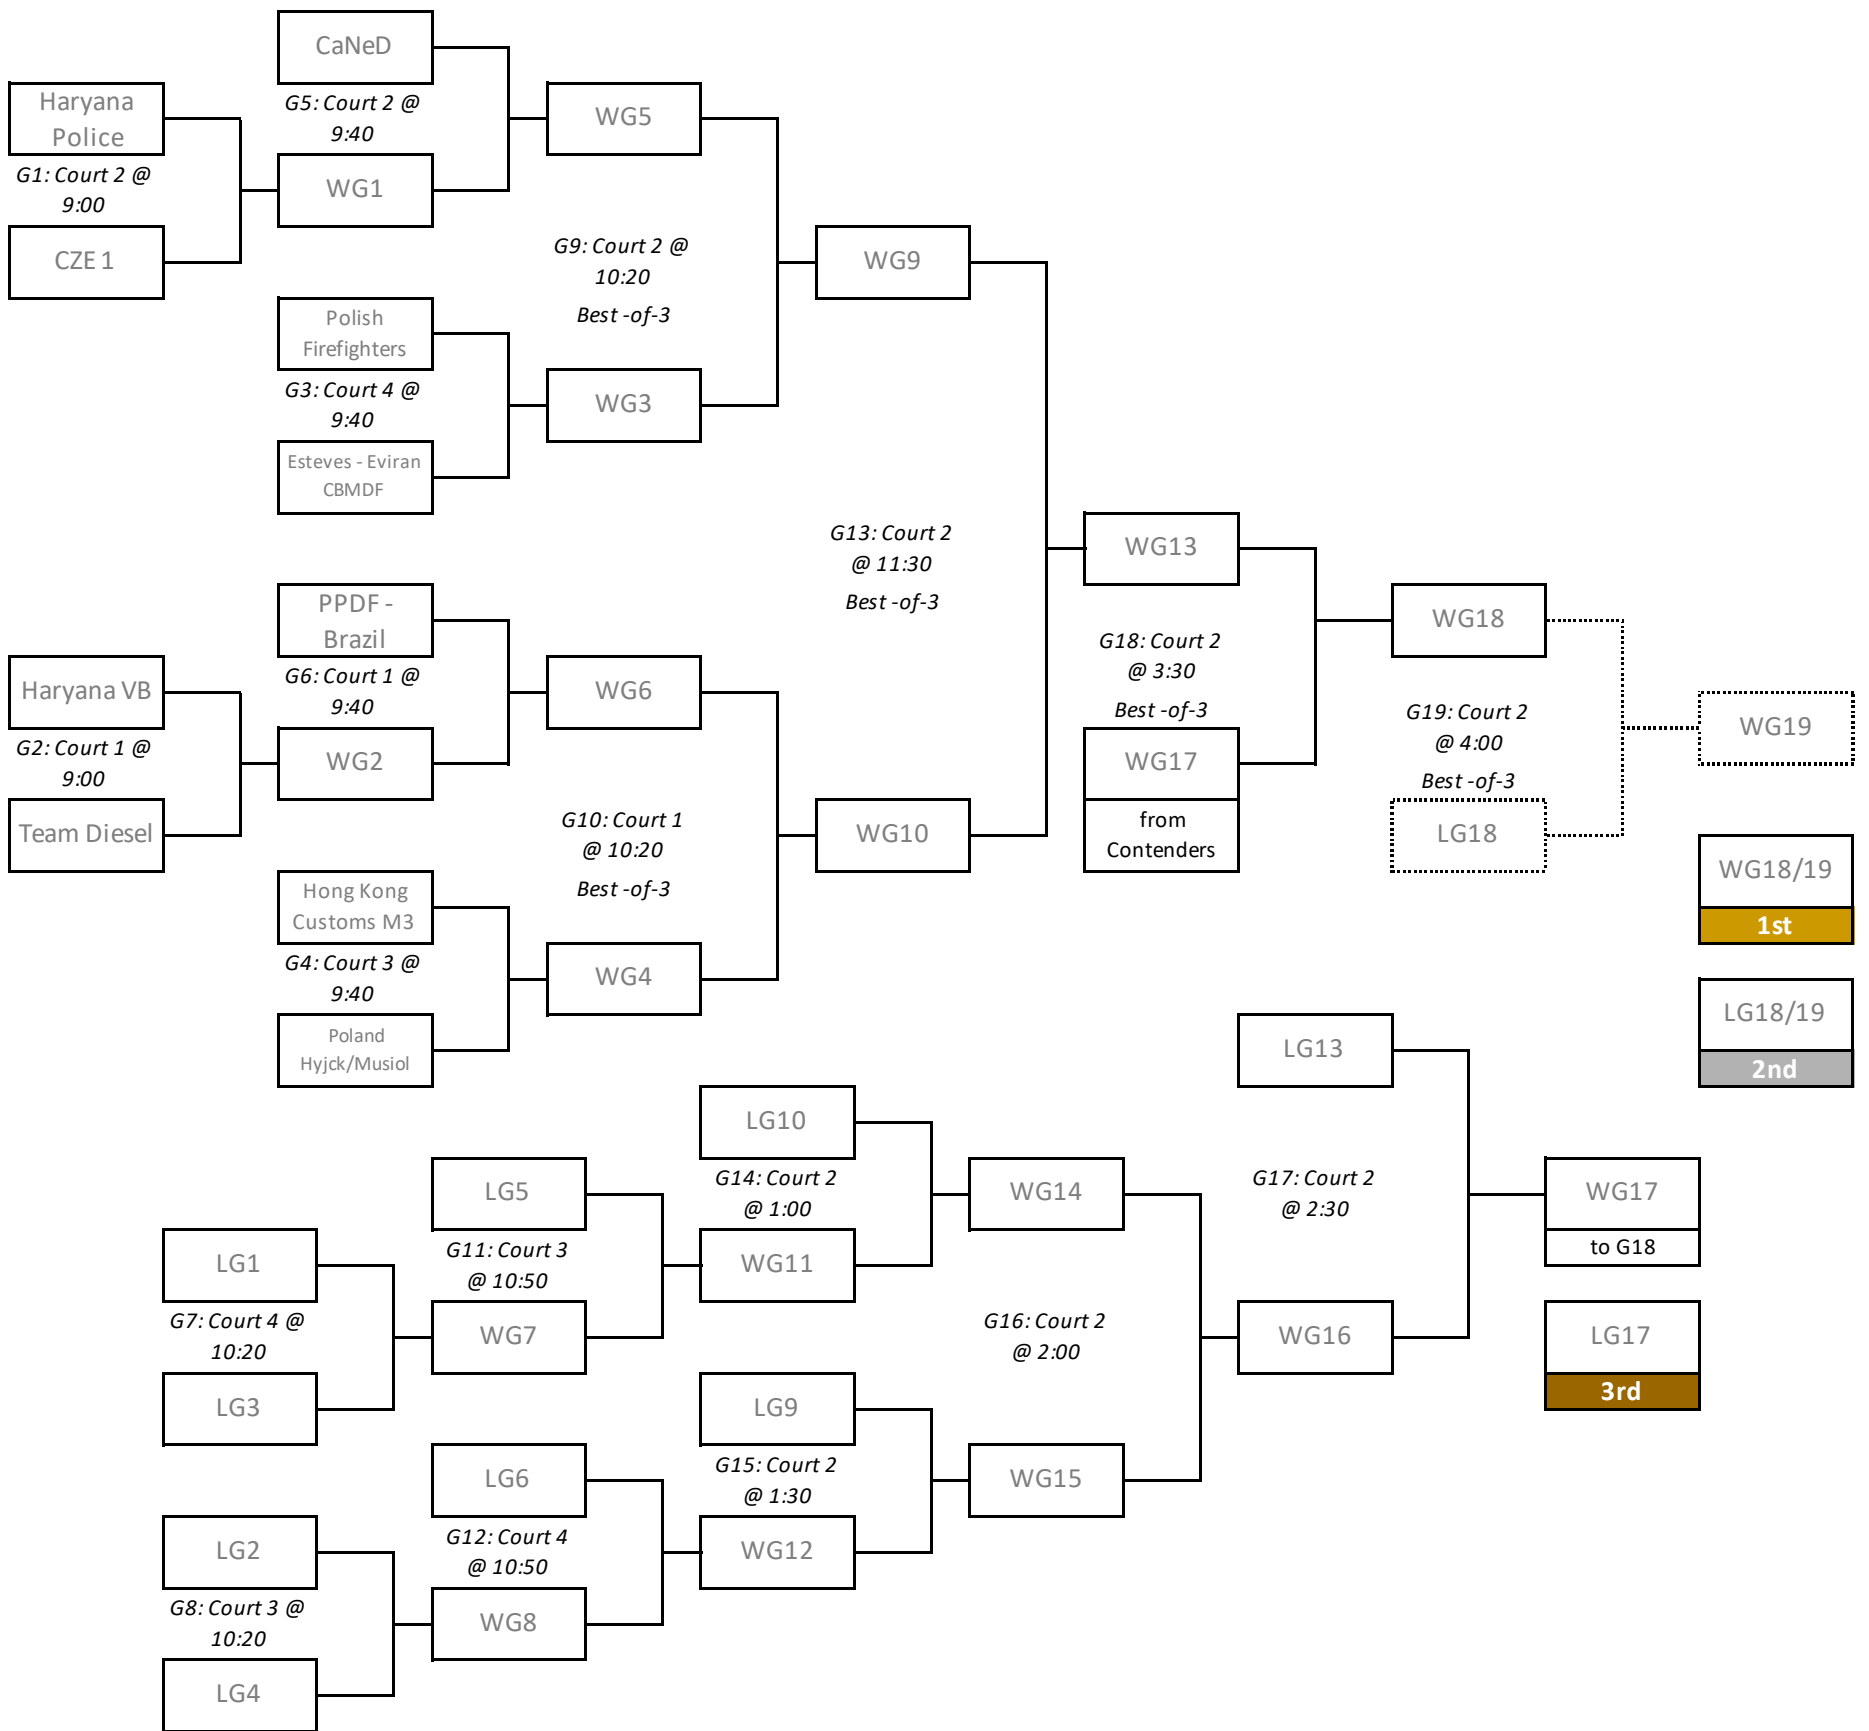 CaNeD
Haryana
Police
G5: Court 2 @
9:40
WG5
G1: Court 2 @
9:00
WG1
CZE 1
G9: Court 2 @
10:20
Best -of-3
WG9
Polish
Firefighters
G3: Court 4 @
9:40
WG3
Esteves - Eviran
CBMDF
G13: Court 2
@ 11:30
Best -of-3
WG13
PPDF -
Brazil
WG18
Haryana VB
G6: Court 1 @
9:40
WG6
G18: Court 2
@ 3:30
Best -of-3
G2: Court 1 @
9:00
WG2
WG17
from
Contenders
G19: Court 2
@ 4:00
Best -of-3
WG19
Team Diesel
G10: Court 1
@ 10:20
Best -of-3
WG10
LG18
WG18/19
1st
Hong Kong
Customs M3
G4: Court 3 @
9:40
WG4
LG18/19
2nd
Poland
Hyjck/Musiol
LG13
LG10
LG5
G14: Court 2
@ 1:00
WG14
G17: Court 2
@ 2:30
WG17
to G18
LG1
G11: Court 3
@ 10:50
WG11
G7: Court 4 @
10:20
WG7
G16: Court 2
@ 2:00
WG16
LG17
3rd
LG3
LG9
LG6
G15: Court 2
@ 1:30
WG15
LG2
G12: Court 4
@ 10:50
WG12
G8: Court 3 @
10:20
WG8
LG4